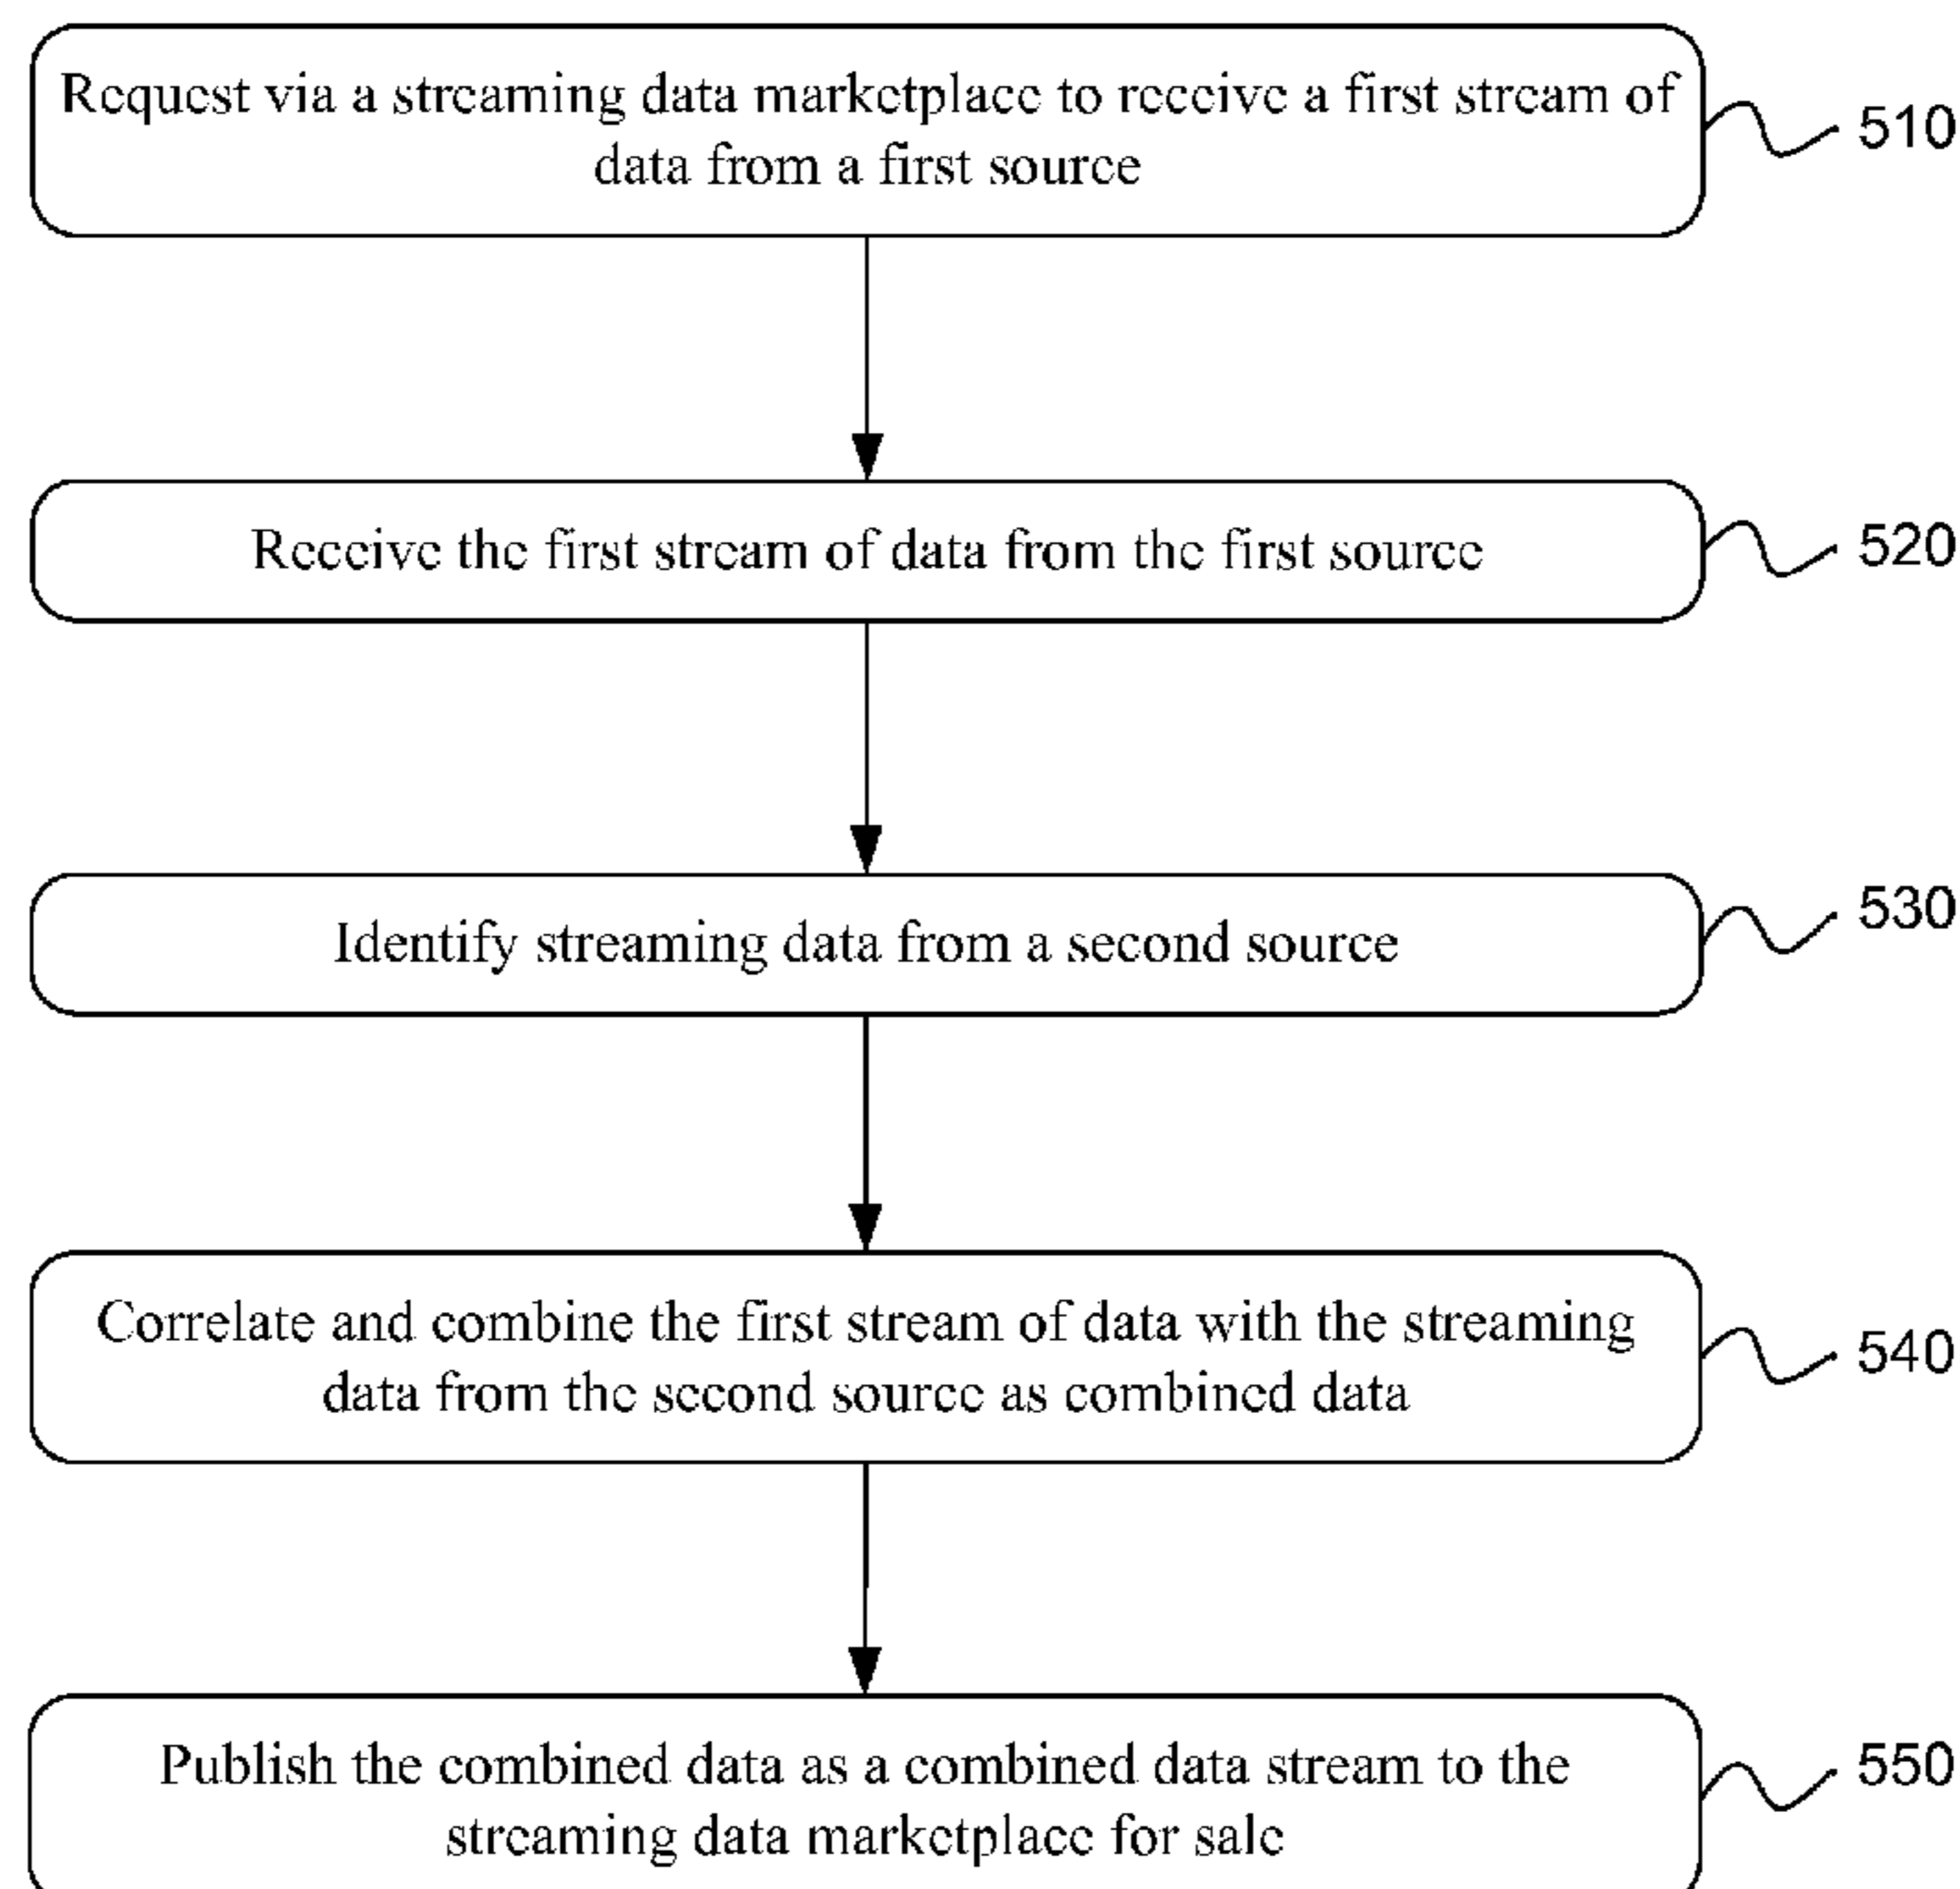 Request via a streaming data marketplace to receive a first stream of
data from a first source
510
Receive the first stream of data from the first source
520
Identify streaming data from a second source
530
Correlate and combine the first stream of data with the streaming
data from the second source as combined data
540
Publish the combined data as a combined data stream to the
streaming data marketplace for sale
550